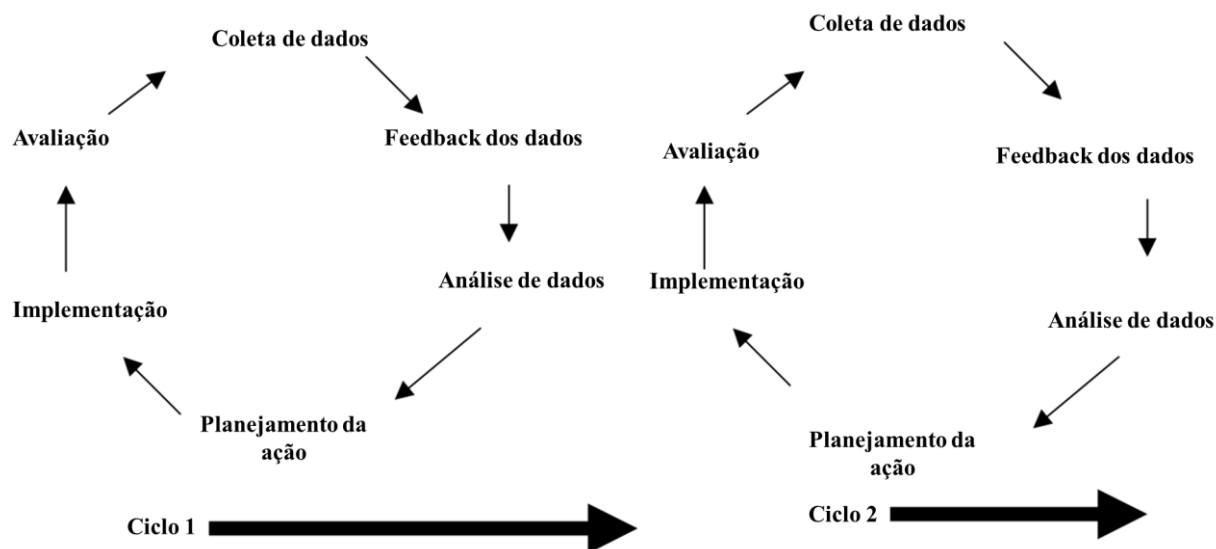 Coleta de dados
Feedback dos dados
Análise de dados
Planejamento da
ação
Implementação
Avaliação
Ciclo 1
Coleta de dados
Feedback dos dados
Análise de dados
Planejamento da
ação
Implementação
Avaliação
Ciclo 2